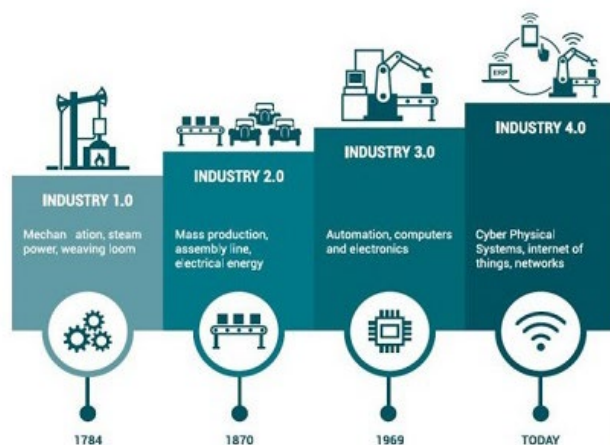 ERP
INDUSTRY 1.0
Mechan ation, steam
power, weaving loom
INDUSTRY 2.0
Mass production,
assembly line,
electrical energy
INDUSTRY 3.0
Automation, computers
and electronics
INDUSTRY 4.0
Cyber Physical
Systems, internet of
things, networks
1784
1870
1969
TODAY